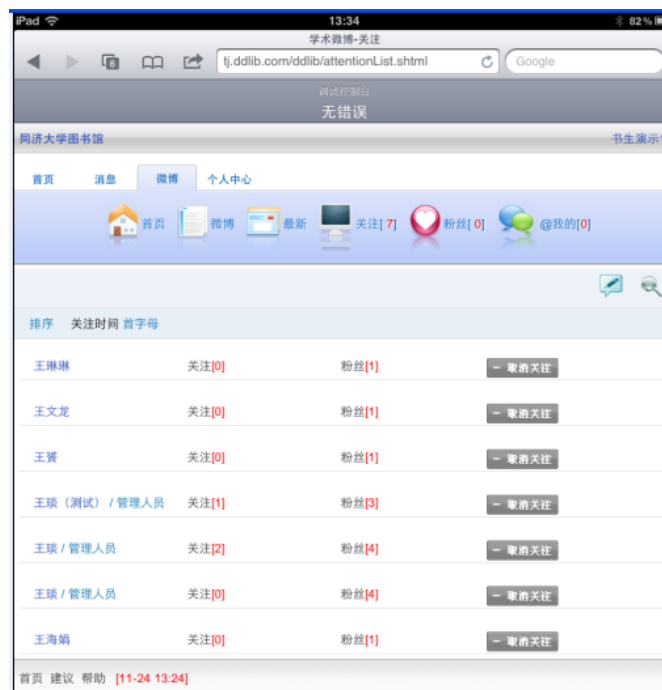 iPad 13:34 82%
学术微博-关注
6 tj.ddlib.com/ddlib/attentionList.shtml Google
调试控制台
无错误
同济大学图书馆 书生演示
首页 消息 微博 个人中心
首页 微博 最新 关注[ 7] 粉丝[ 0] @我的[0]
排序 关注时间 首字母
王琳琳 关注[0] 粉丝[1] － 取消关注
王文龙 关注[0] 粉丝[1] － 取消关注
王赟 关注[0] 粉丝[1] － 取消关注
王琰（测试） / 管理人员 关注[1] 粉丝[3] － 取消关注
王琰 / 管理人员 关注[2] 粉丝[4] － 取消关注
王琰 / 管理人员 关注[0] 粉丝[4] － 取消关注
王海娟 关注[0] 粉丝[1] － 取消关注
首页 建议 帮助 [11-24 13:24]